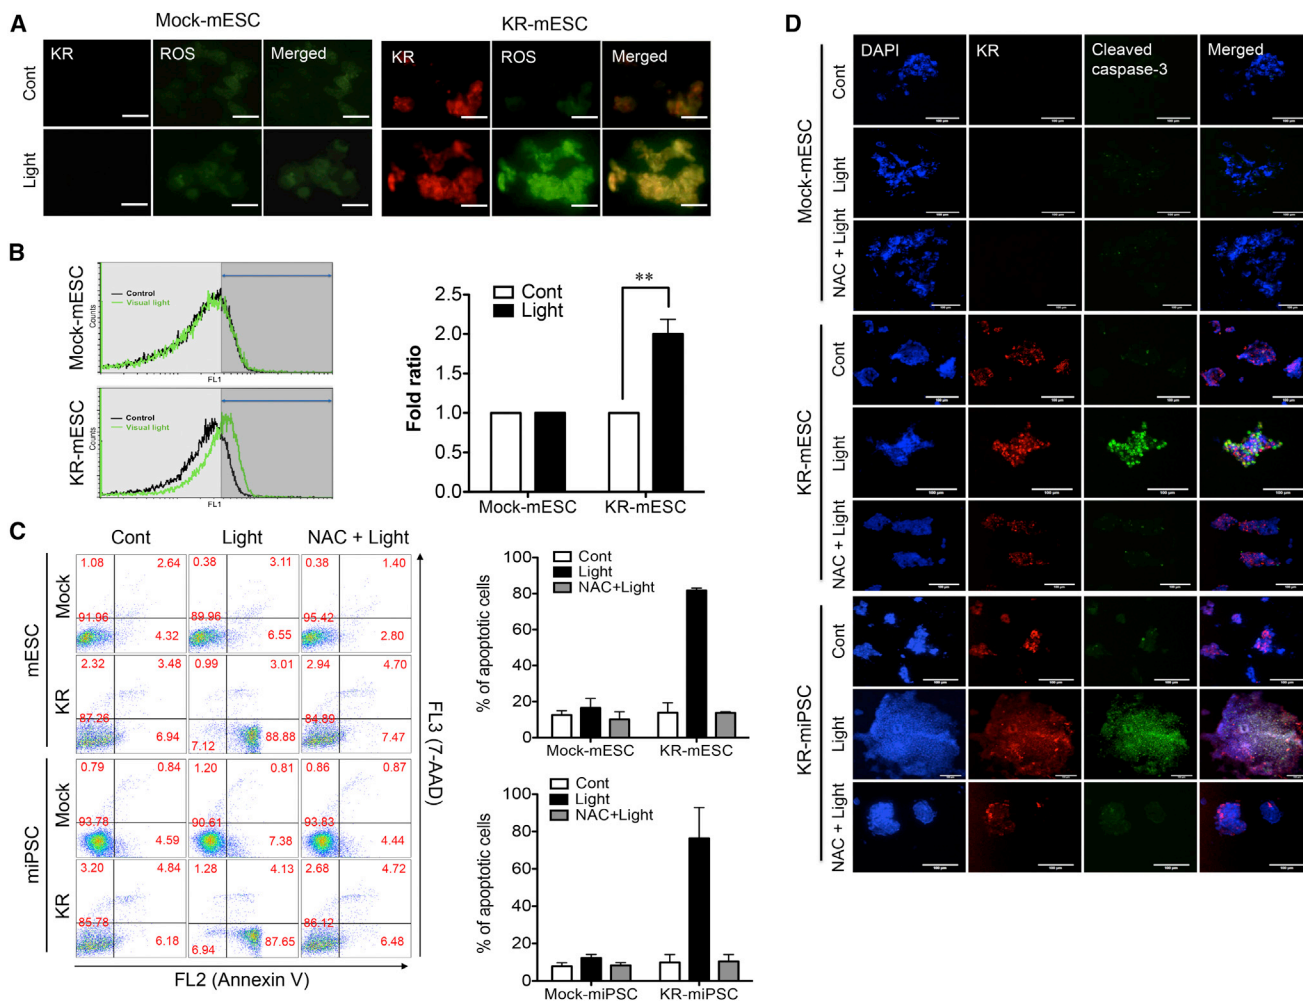 A
Mock-mESC
KR-mESC
Cont
Light
KR
ROS
Merged
KR
ROS
Merged
B
Mock-mESC
KR-mESC
Control
Visual light
Counts
FL1
Control
Visual light
Counts
FL1
Fold ratio
2.5
2.0
1.5
1.0
0.5
0.0
Cont
Light
**
Mock-mESC
KR-mESC
C
Cont
Light
NAC + Light
mESC
miPSC
Mock
1.08
2.64
0.38
3.11
0.38
1.40
91.96
4.32
89.96
6.55
95.42
2.80
KR
2.32
3.48
0.99
3.01
2.94
4.70
87.26
6.94
7.12
88.88
84.89
7.47
Mock
0.79
0.84
1.20
0.81
0.86
0.87
93.78
4.59
90.61
7.38
93.83
4.44
KR
3.20
4.84
1.28
4.13
2.68
4.72
85.78
6.18
6.94
87.65
86.12
6.48
FL3 (7-AAD)
FL2 (Annexin V)
% of apoptotic cells
100
80
60
40
20
0
Cont
Light
NAC+Light
Mock-mESC
KR-mESC
% of apoptotic cells
100
80
60
40
20
0
Cont
Light
NAC+Light
Mock-miPSC
KR-miPSC
D
DAPI
KR
Cleaved
caspase-3
Merged
Mock-mESC
Cont
Light
NAC + Light
KR-mESC
Cont
Light
NAC + Light
KR-miPSC
Cont
Light
NAC + Light